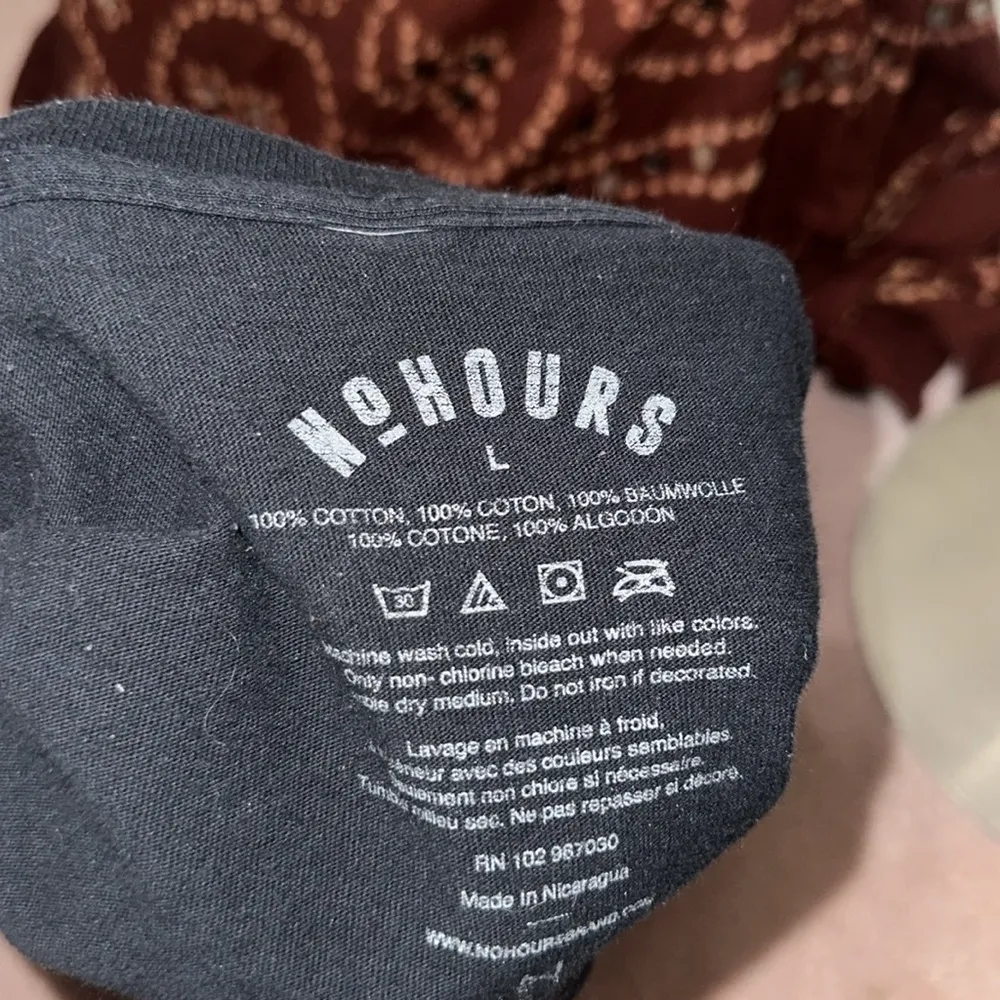 NoHOURS
L
100% COTTON, 100% COTON, 100% BAUMWOLLE
100% COTONE, 100% ALGODON
30
wash cold, inside out with like colors.
Only non- chlorine bleach when needed.
dry medium. Do not iron if decorated.
Lavage en machine à froid,
avec des couleurs semblables.
non chlore si nécessaire.
sec. Ne pas repasser si décoré.
RN 102 967030
Made in Nicaragua
WWW.NOHOURSBRAND.COM